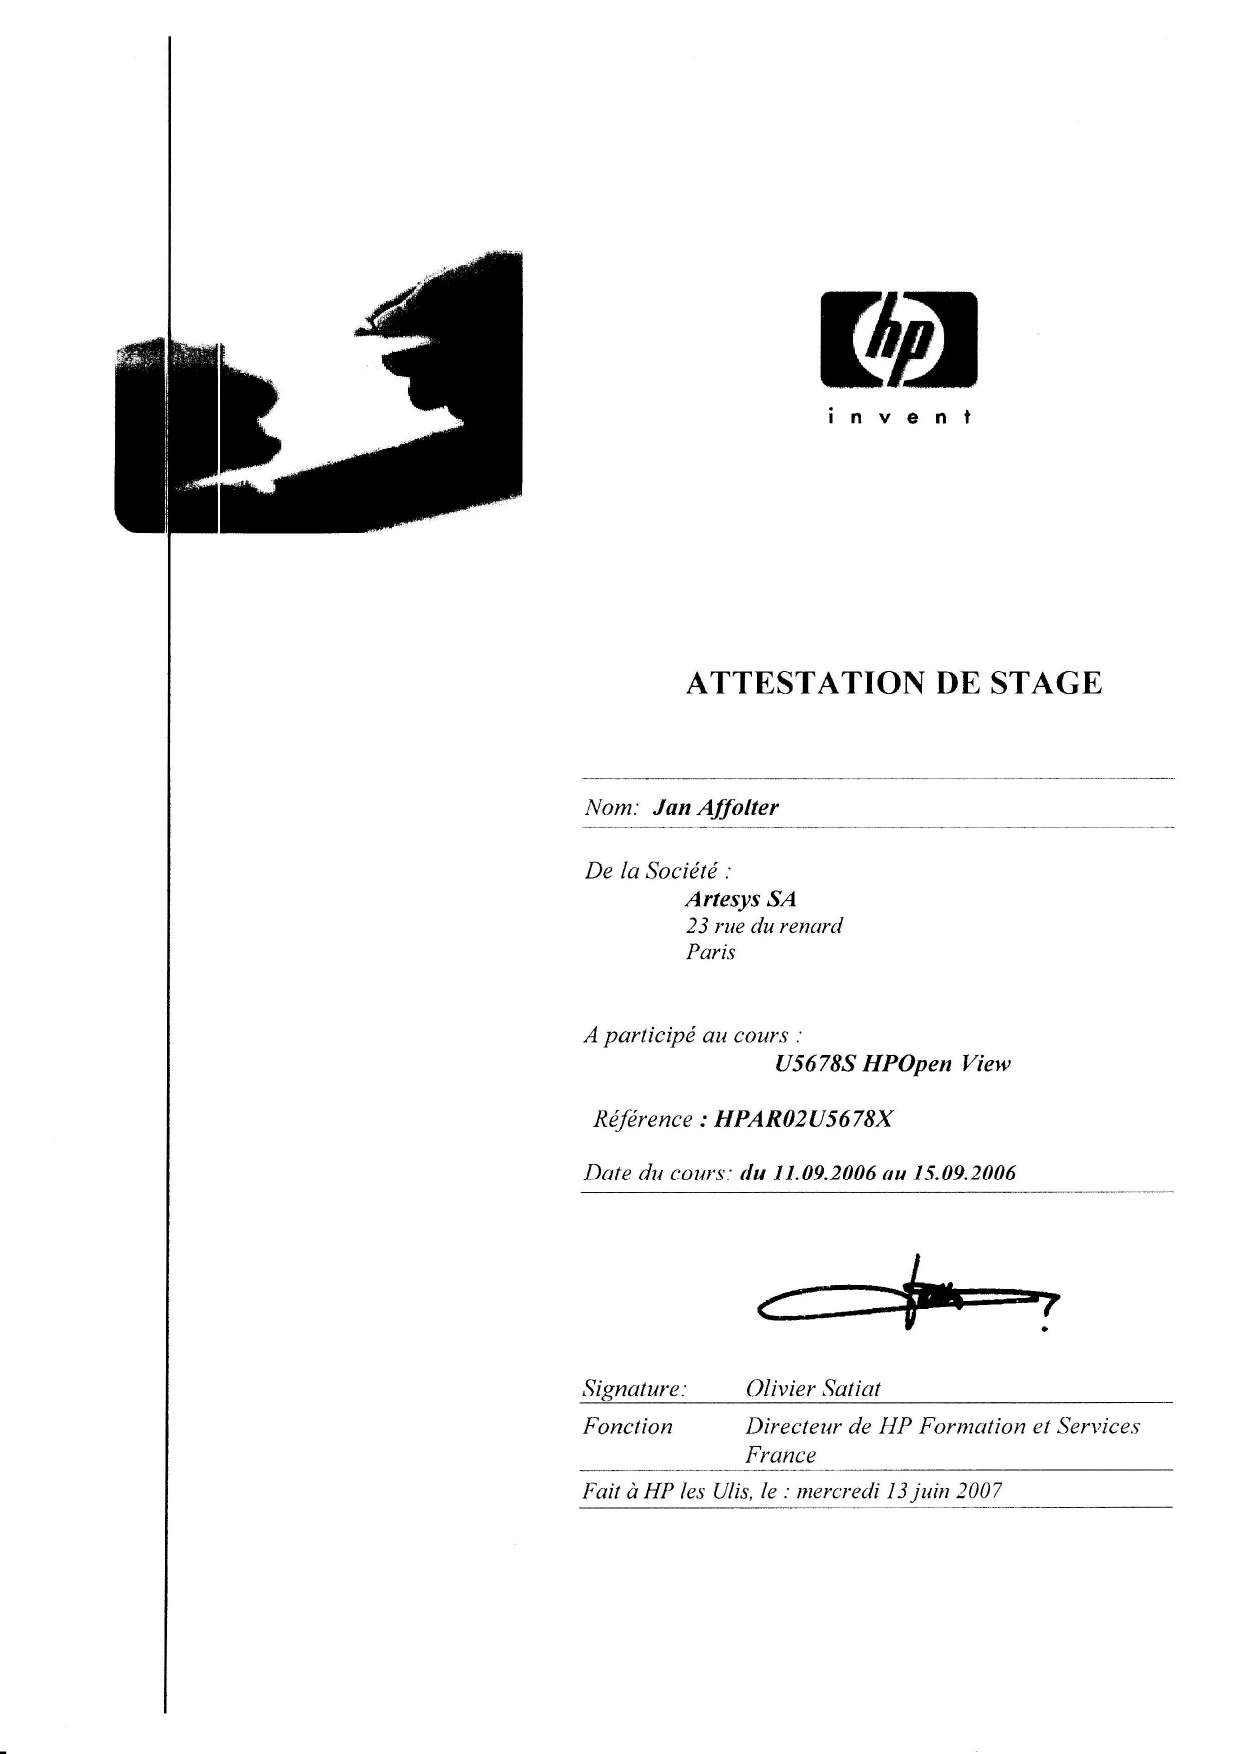 hp
invent
ATTESTATION DE STAGE
Nom: Jan Affolter
De la Société :
Artesys SA
23 rue du renard
Paris
A participé au cours :
U5678S HPOpen View
Référence : HPAR02U5678X
Date du cours: du 11.09.2006 au 15.09.2006
Signature: Olivier Satiat
Fonction Directeur de HP Formation et Services
France
Fait à HP les Ulis, le : mercredi 13 juin 2007